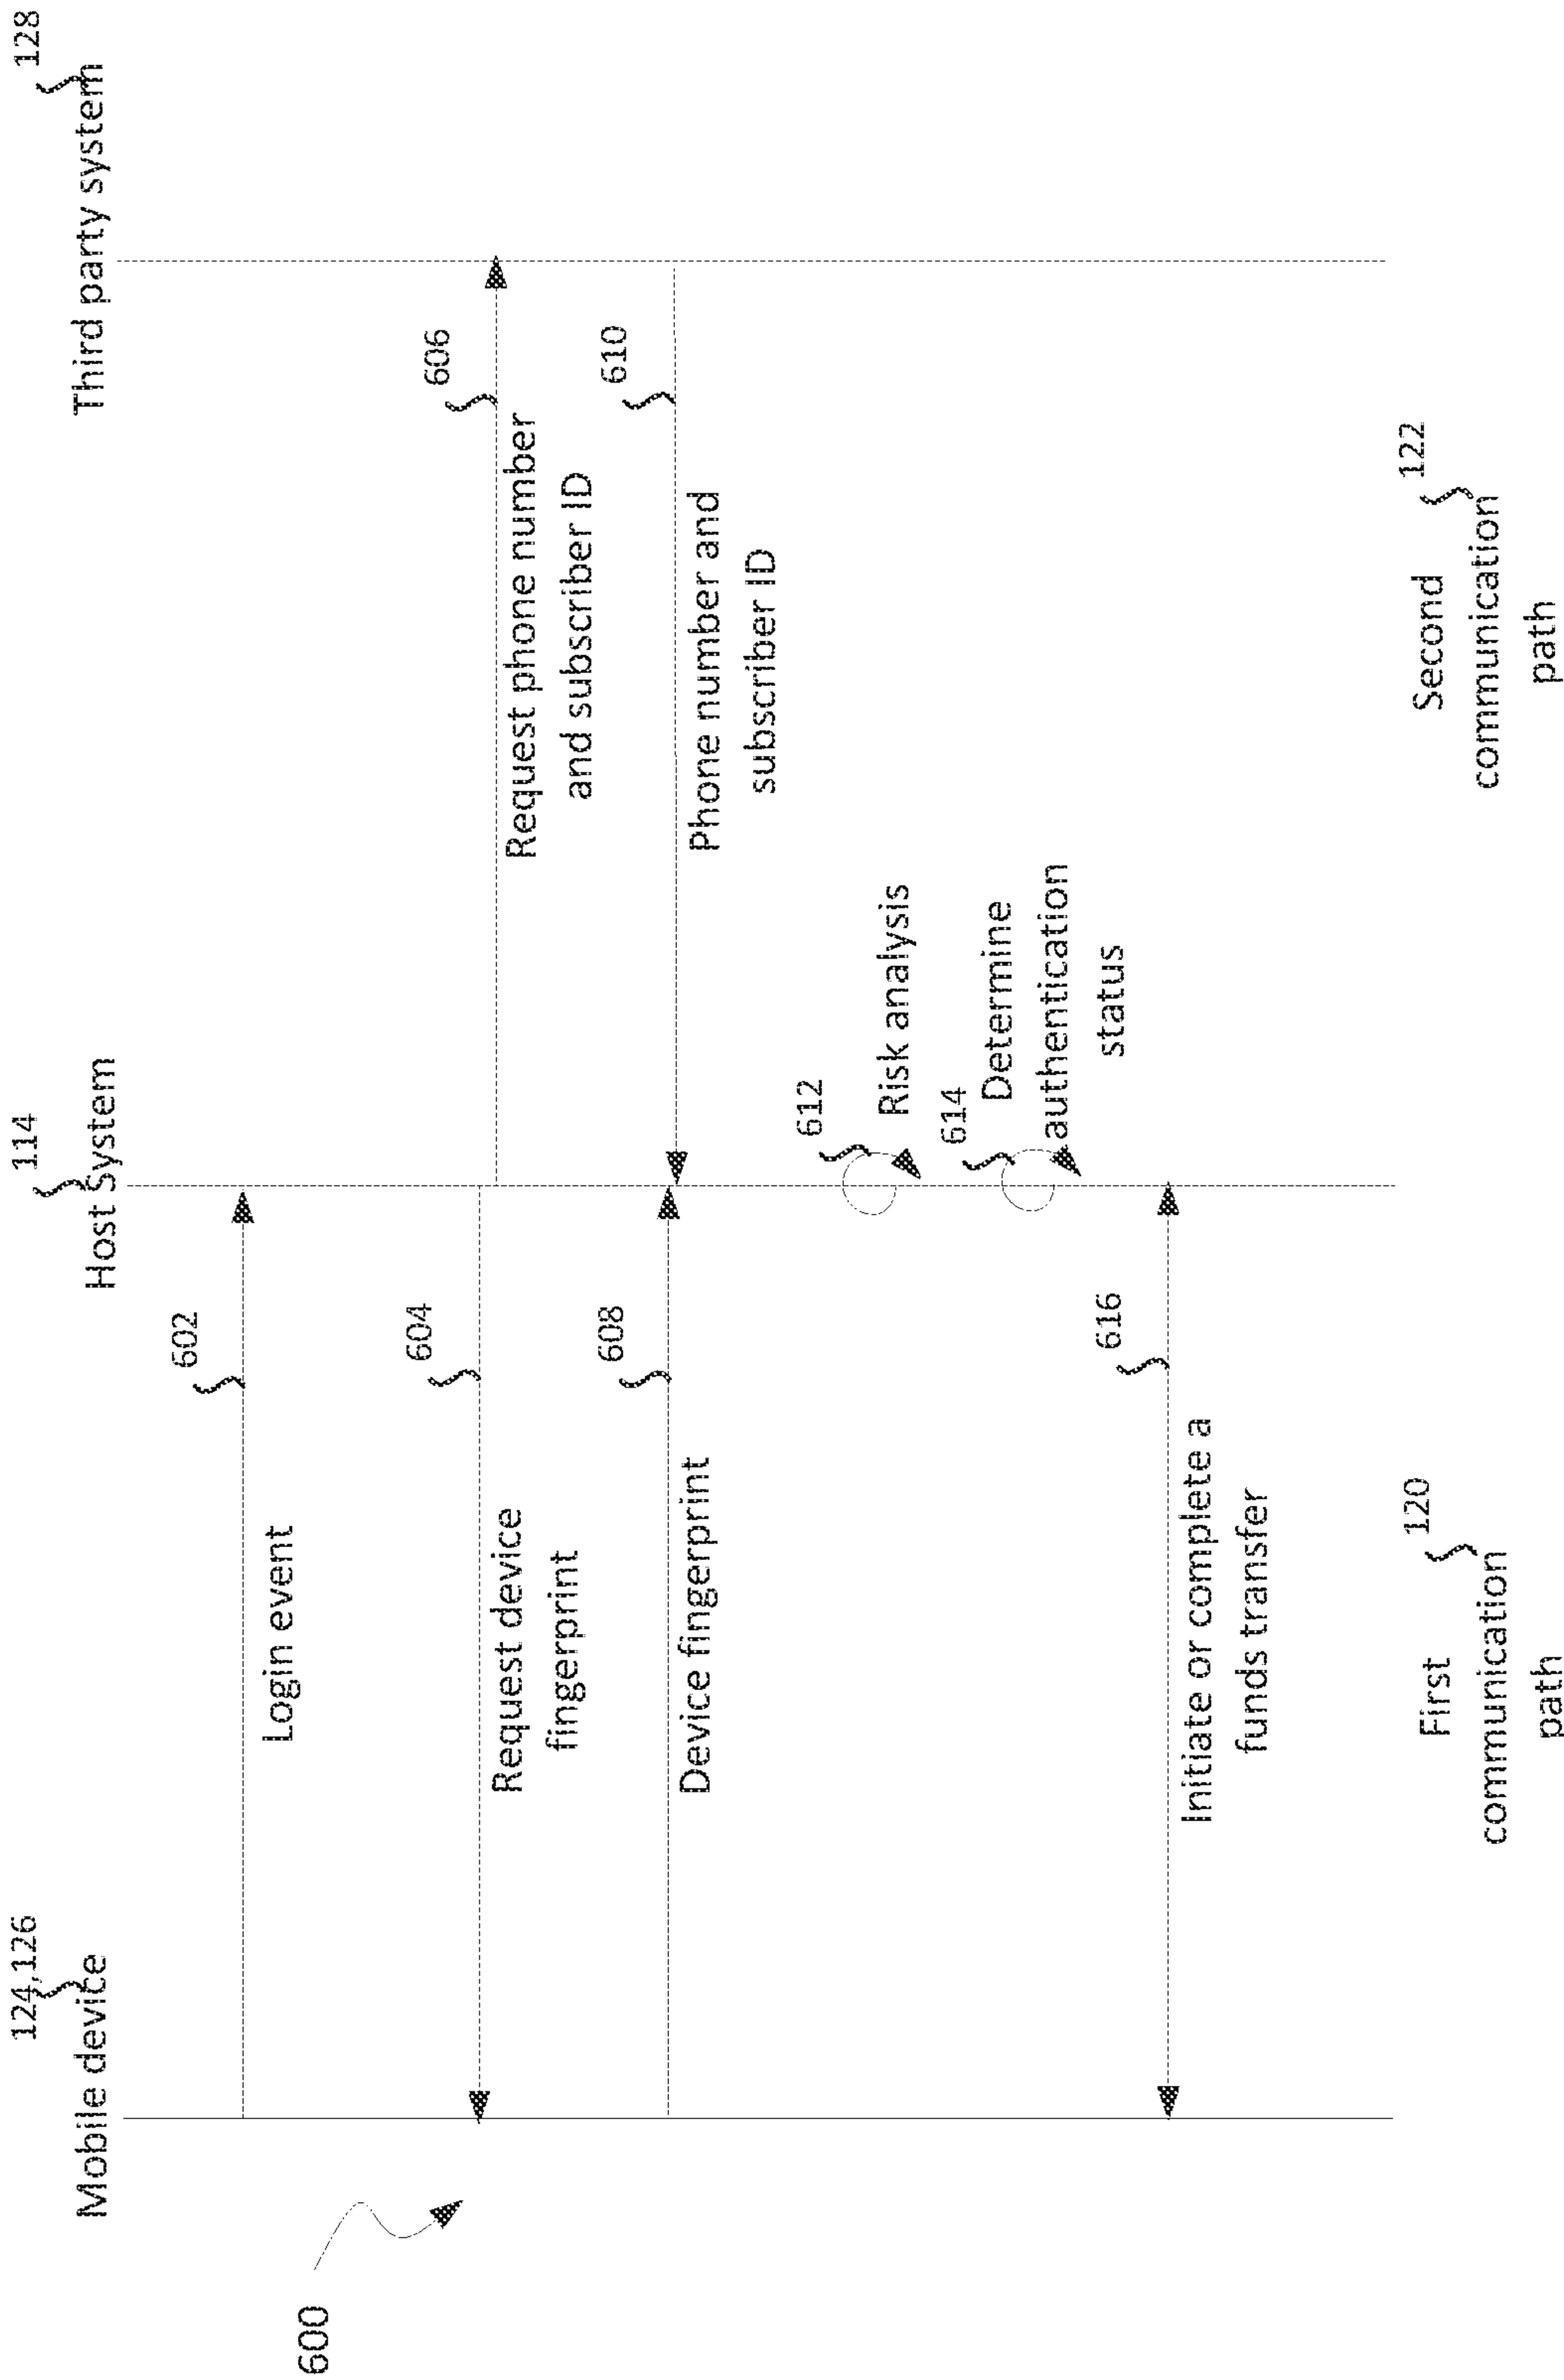 124,126
Mobile device
114
Host System
128
Third party system
600
602
Login event
604
Request device
fingerprint
606
Request phone number
and subscriber ID
608
Device fingerprint
610
Phone number and
subscriber ID
612
Risk analysis
614
Determine
authentication
status
616
Initiate or complete a
funds transfer
120
First
communication
path
122
Second
communication
path